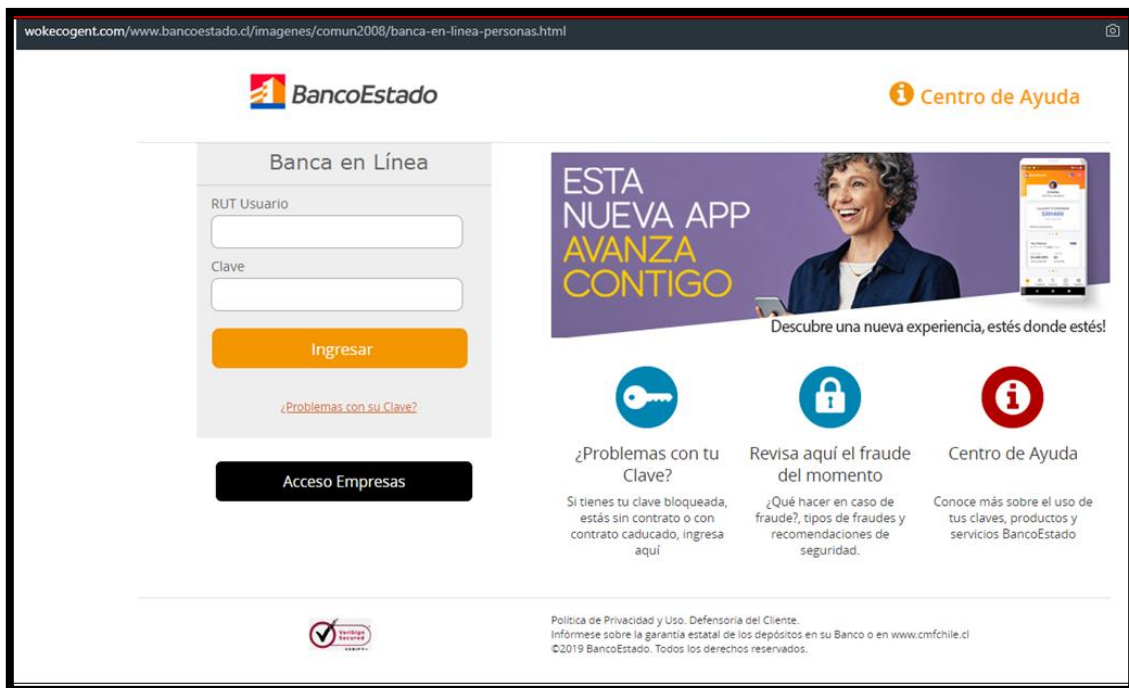 wokecogent.com/www.bancoestado.cl/imagenes/comun2008/banca-en-linea-personas.html
BancoEstado
Centro de Ayuda
Banca en Línea
RUT Usuario
Clave
Ingresar
¿Problemas con su Clave?
Acceso Empresas
ESTA
NUEVA APP
AVANZA
CONTIGO
Descubre una nueva experiencia, estés donde estés!
¿Problemas con tu
Clave?
Si tienes tu clave bloqueada,
estás sin contrato o con
contrato caducado, ingresa
aquí
Revisa aquí el fraude
del momento
¿Qué hacer en caso de
fraude?, tipos de fraudes y
recomendaciones de
seguridad.
Centro de Ayuda
Conoce más sobre el uso de
tus claves, productos y
servicios BancoEstado
VeriSign
Secured
Política de Privacidad y Uso. Defensoría del Cliente.
Infórmese sobre la garantía estatal de los depósitos en su Banco o en www.cmfchile.cl
©2019 BancoEstado. Todos los derechos reservados.